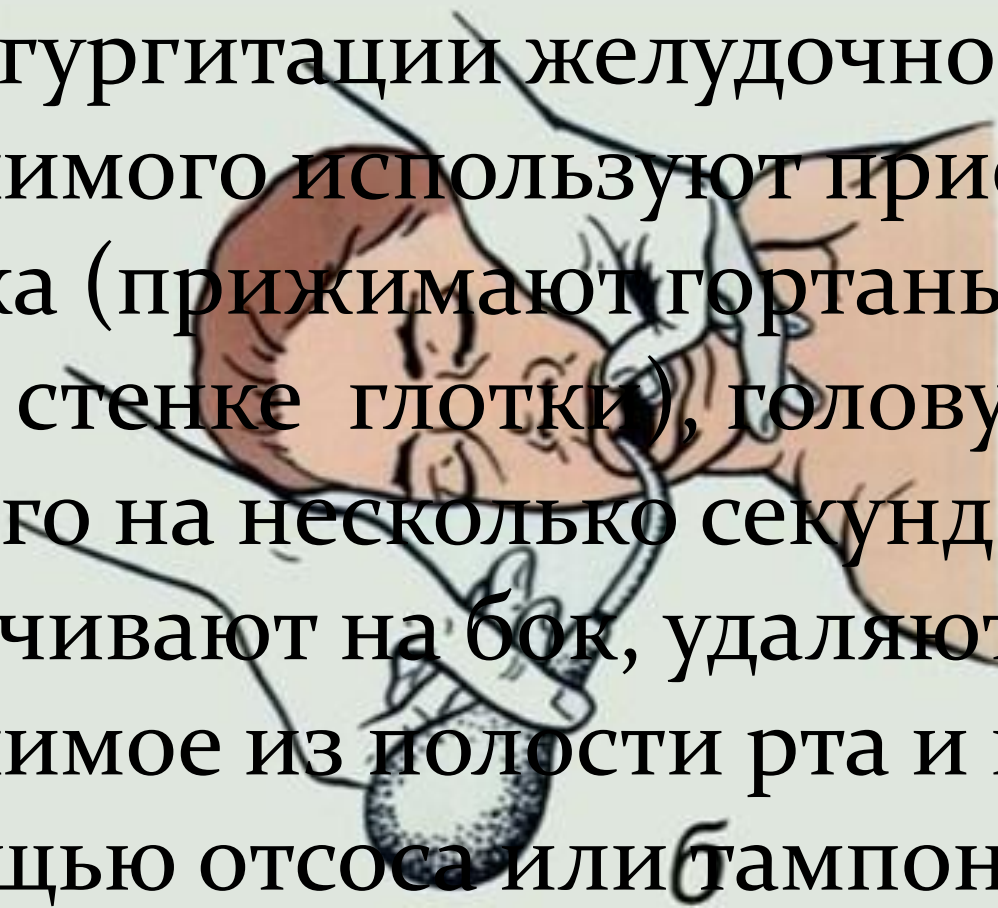 гургитации желудочно
имого используют при
ка (прижимают гортань
стенке глотки), голову
го на несколько секунд
чивают на бок, удаляют
имое из полости рта и
щью отсоса или тампон
б